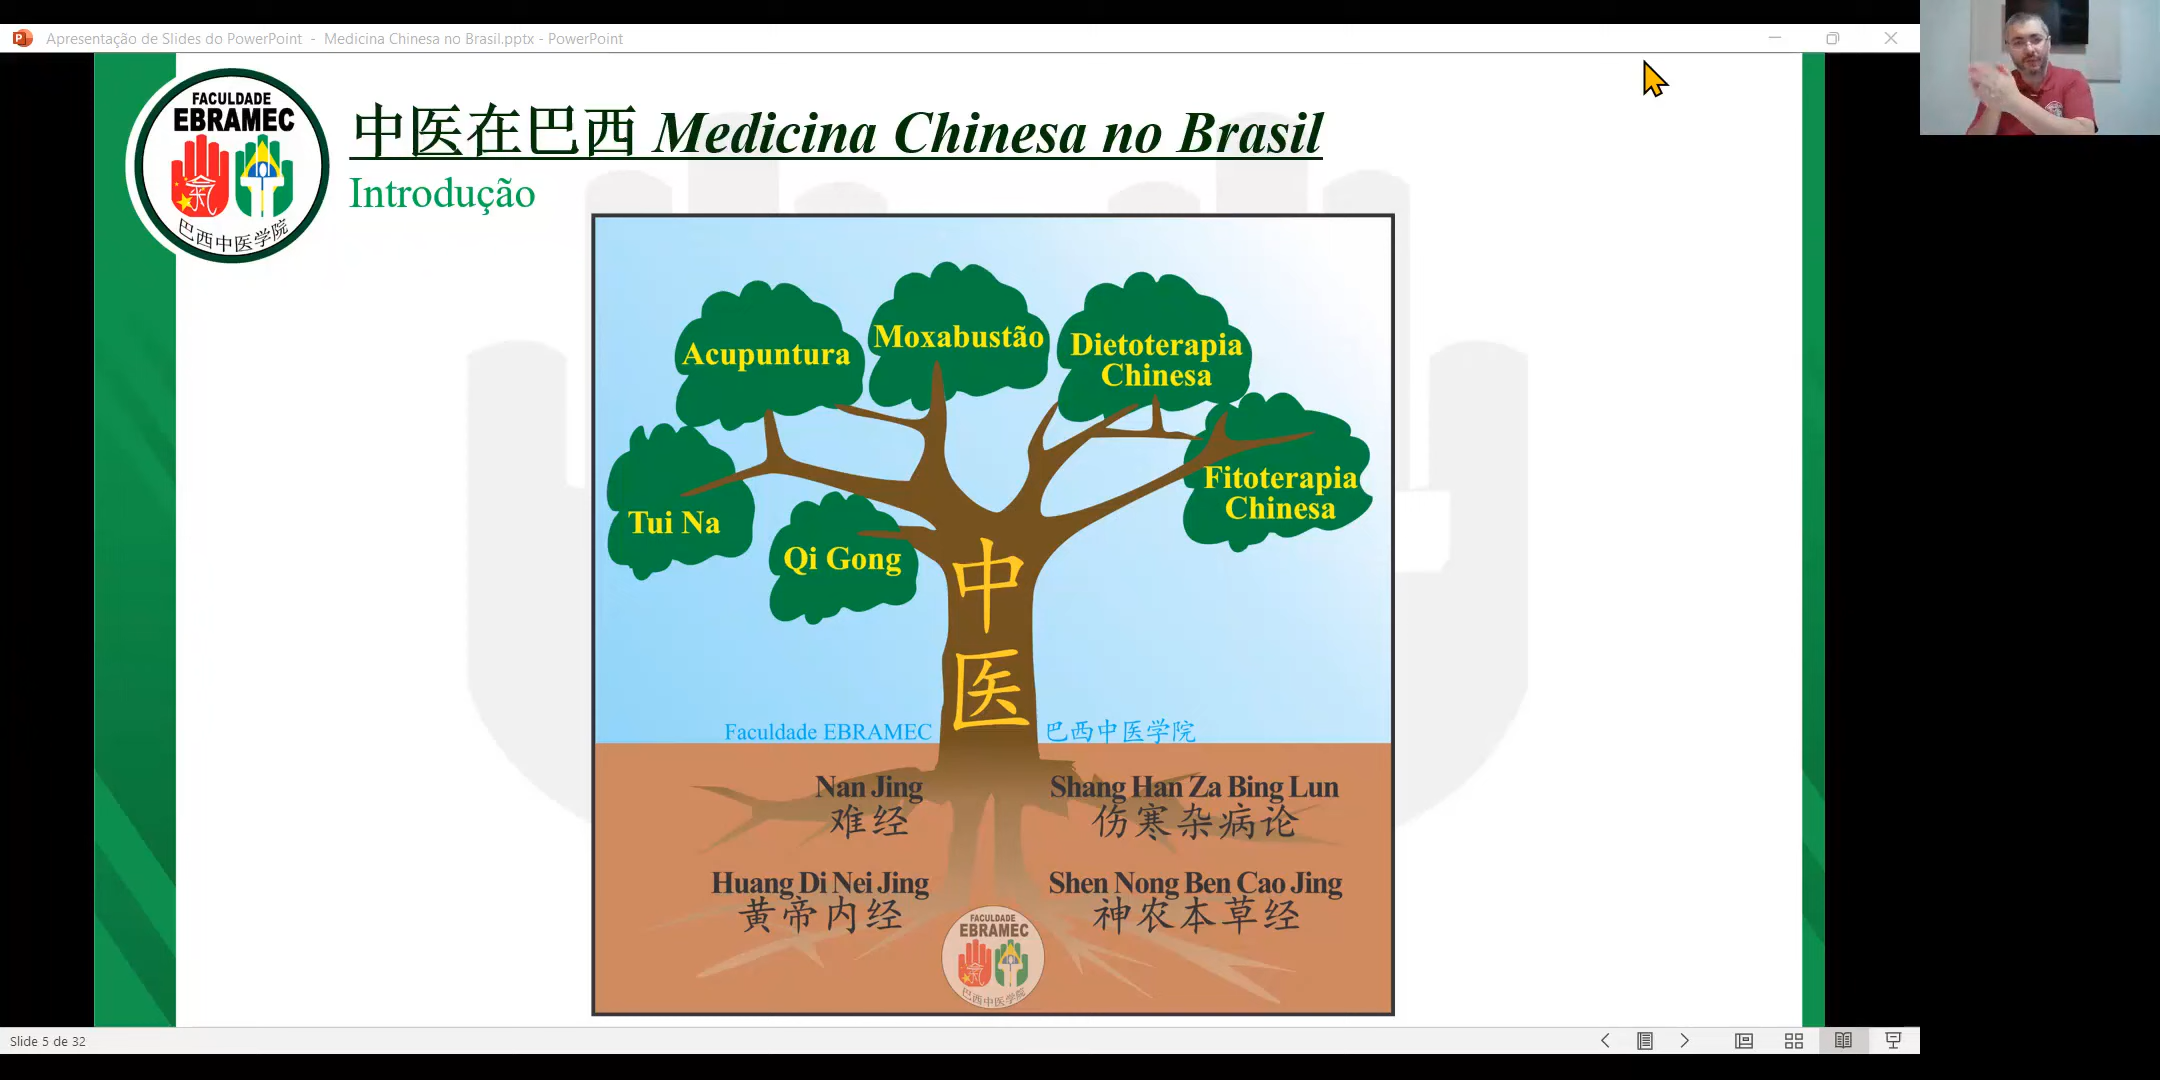 Apresentação de Slides do PowerPoint - Medicina Chinesa no Brasil.pptx - PowerPoint
FACULDADE
EBRAMEC
氣
巴西中医学院
中医在巴西 Medicina Chinesa no Brasil
Introdução
Acupuntura
Moxabustão
Dietoterapia
Chinesa
Tui Na
Qi Gong
Fitoterapia
Chinesa
中
医
Faculdade EBRAMEC
巴西中医学院
Nan Jing
难经
Shang Han Za Bing Lun
伤寒杂病论
Huang Di Nei Jing
黄帝内经
Shen Nong Ben Cao Jing
神农本草经
FACULDADE
EBRAMEC
氣
巴西中医学院
Slide 5 de 32